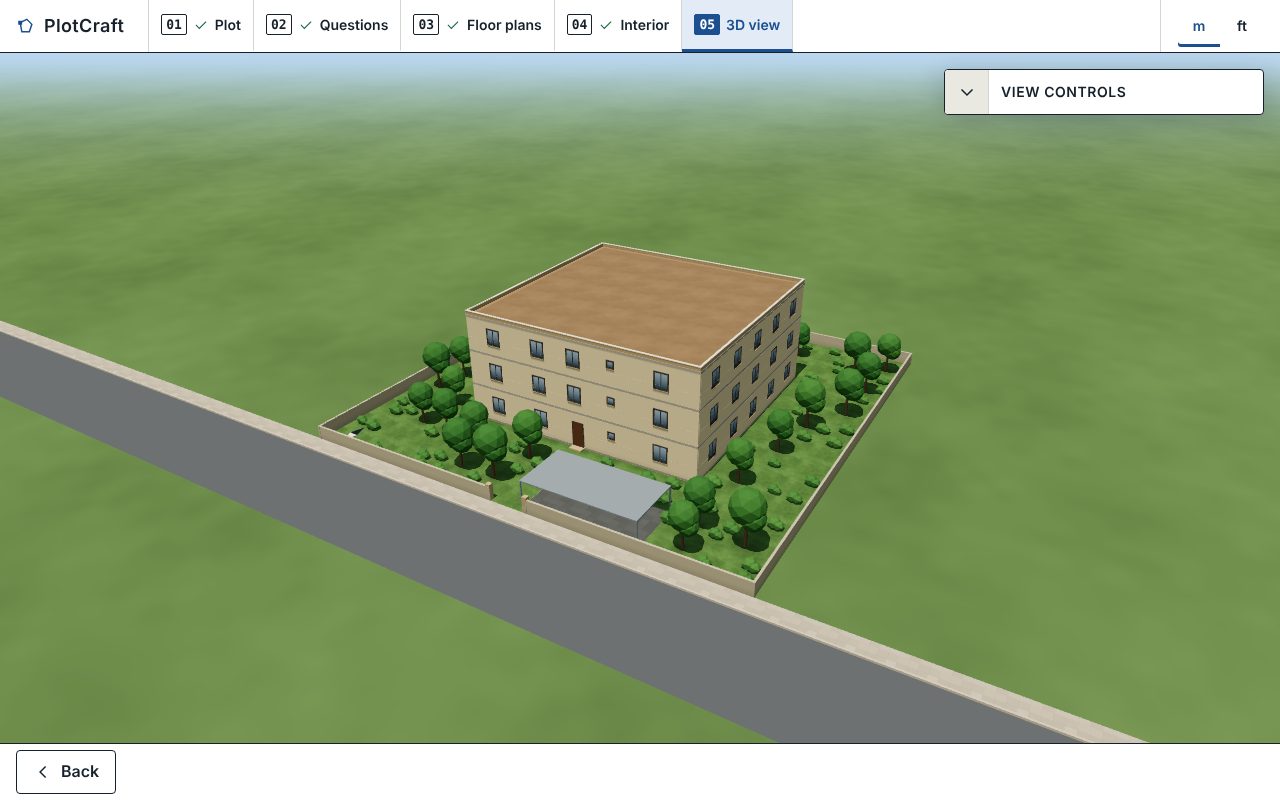 PlotCraft
01 Plot
02 Questions
03 Floor plans
04 Interior
05 3D view
m
ft
VIEW CONTROLS
Back